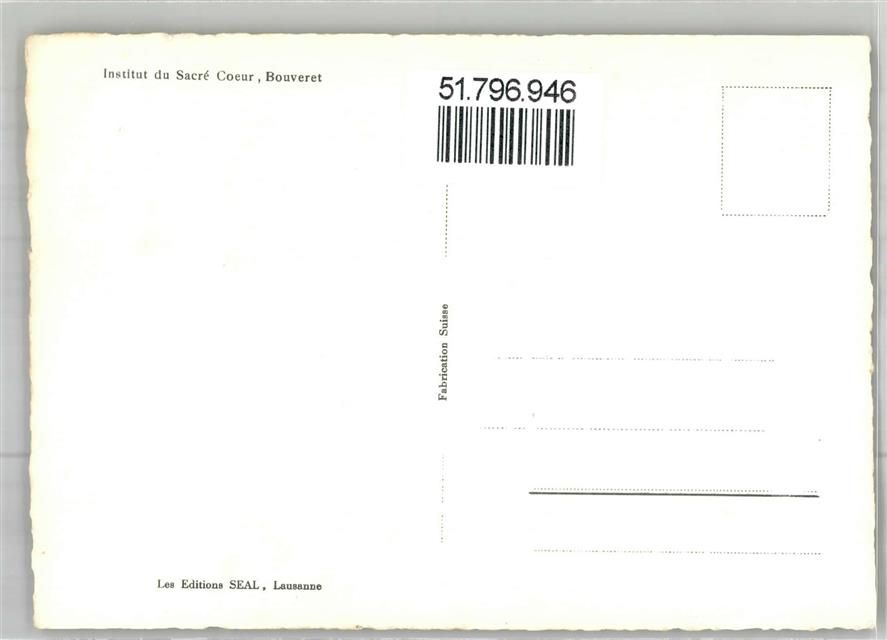 Institut du Sacré Coeur, Bouveret
51.796.946
Fabrication Suisse
Les Editions SEAL, Lausanne